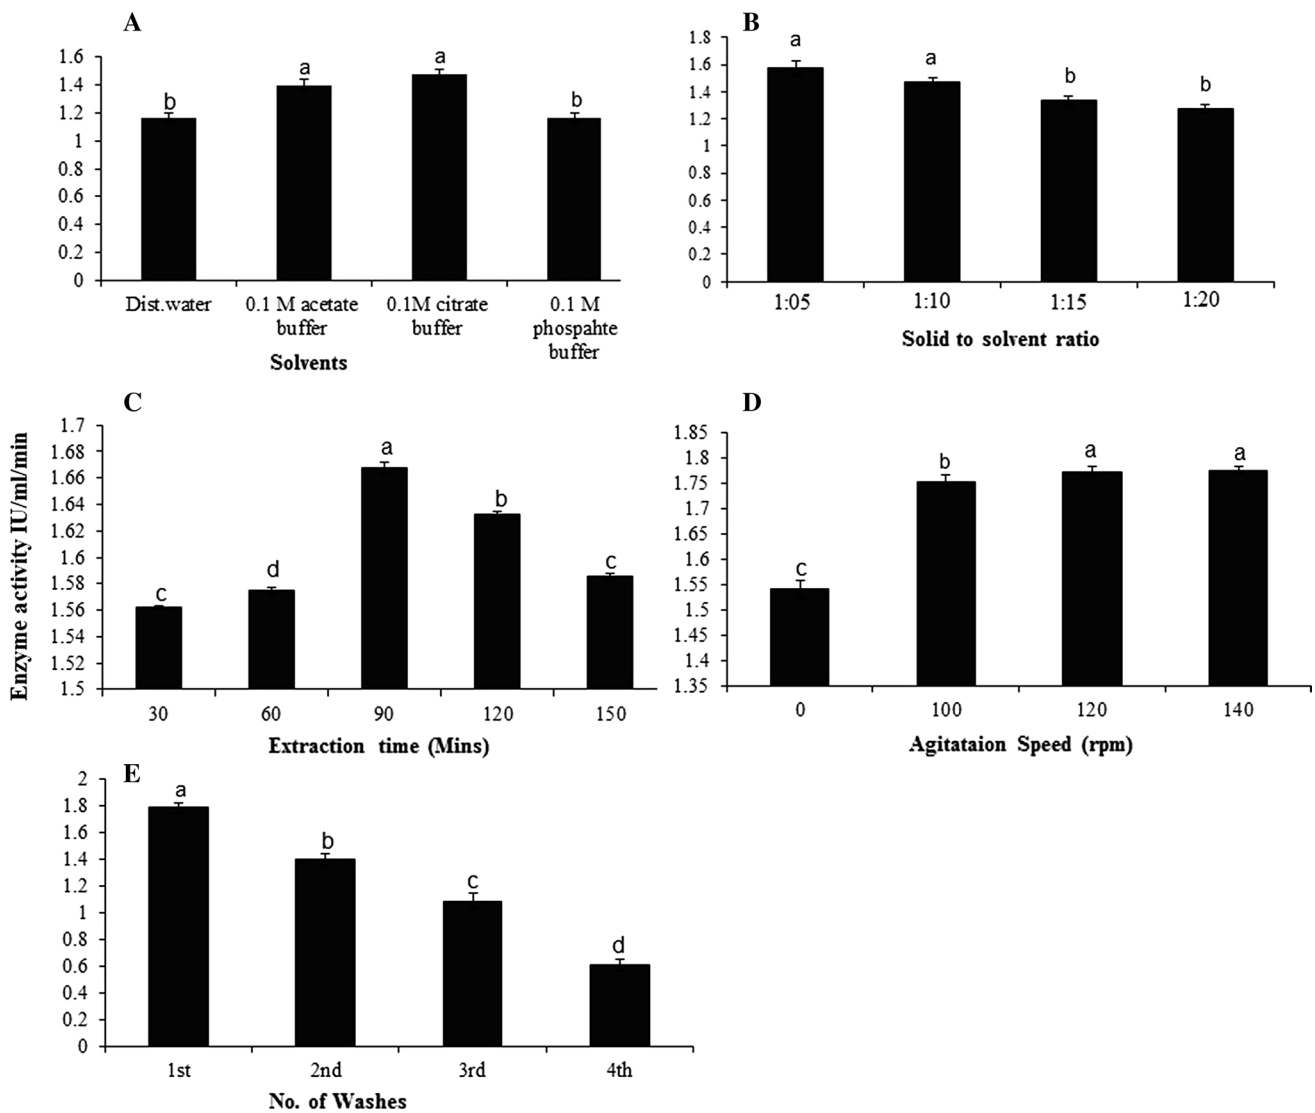 A
1.6
1.4
1.2
1
0.8
0.6
0.4
0.2
0
b
a
a
b
Dist.water
0.1 M acetate
buffer
0.1M citrate
buffer
0.1 M
phospahte
buffer
Solvents
B
1.8
1.6
1.4
1.2
1
0.8
0.6
0.4
0.2
0
a
a
b
b
1:05
1:10
1:15
1:20
Solid to solvent ratio
Enzyme activity IU/ml/min
C
1.7
1.68
1.66
1.64
1.62
1.6
1.58
1.56
1.54
1.52
1.5
c
d
a
b
c
30
60
90
120
150
Extraction time (Mins)
D
1.85
1.8
1.75
1.7
1.65
1.6
1.55
1.5
1.45
1.4
1.35
c
b
a
a
0
100
120
140
Agitataion Speed (rpm)
E
2
1.8
1.6
1.4
1.2
1
0.8
0.6
0.4
0.2
0
a
b
c
d
1st
2nd
3rd
4th
No. of Washes